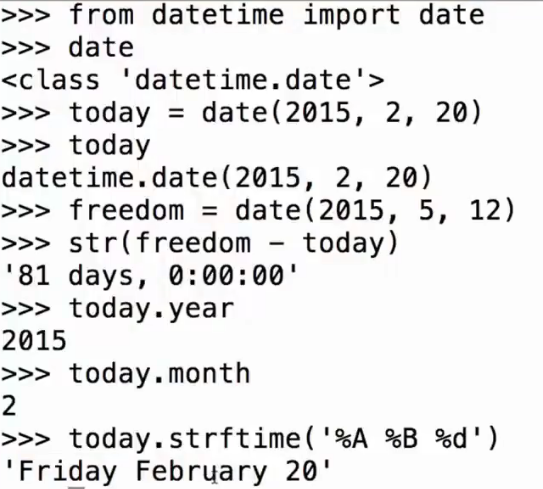 >>> from datetime import date
>>> date
<class 'datetime.date'>
>>> today = date(2015, 2, 20)
>>> today
datetime.date(2015, 2, 20)
>>> freedom = date(2015, 5, 12)
>>> str(freedom - today)
'81 days, 0:00:00'
>>> today.year
2015
>>> today.month
2
>>> today.strftime('%A %B %d')
'Friday February 20'